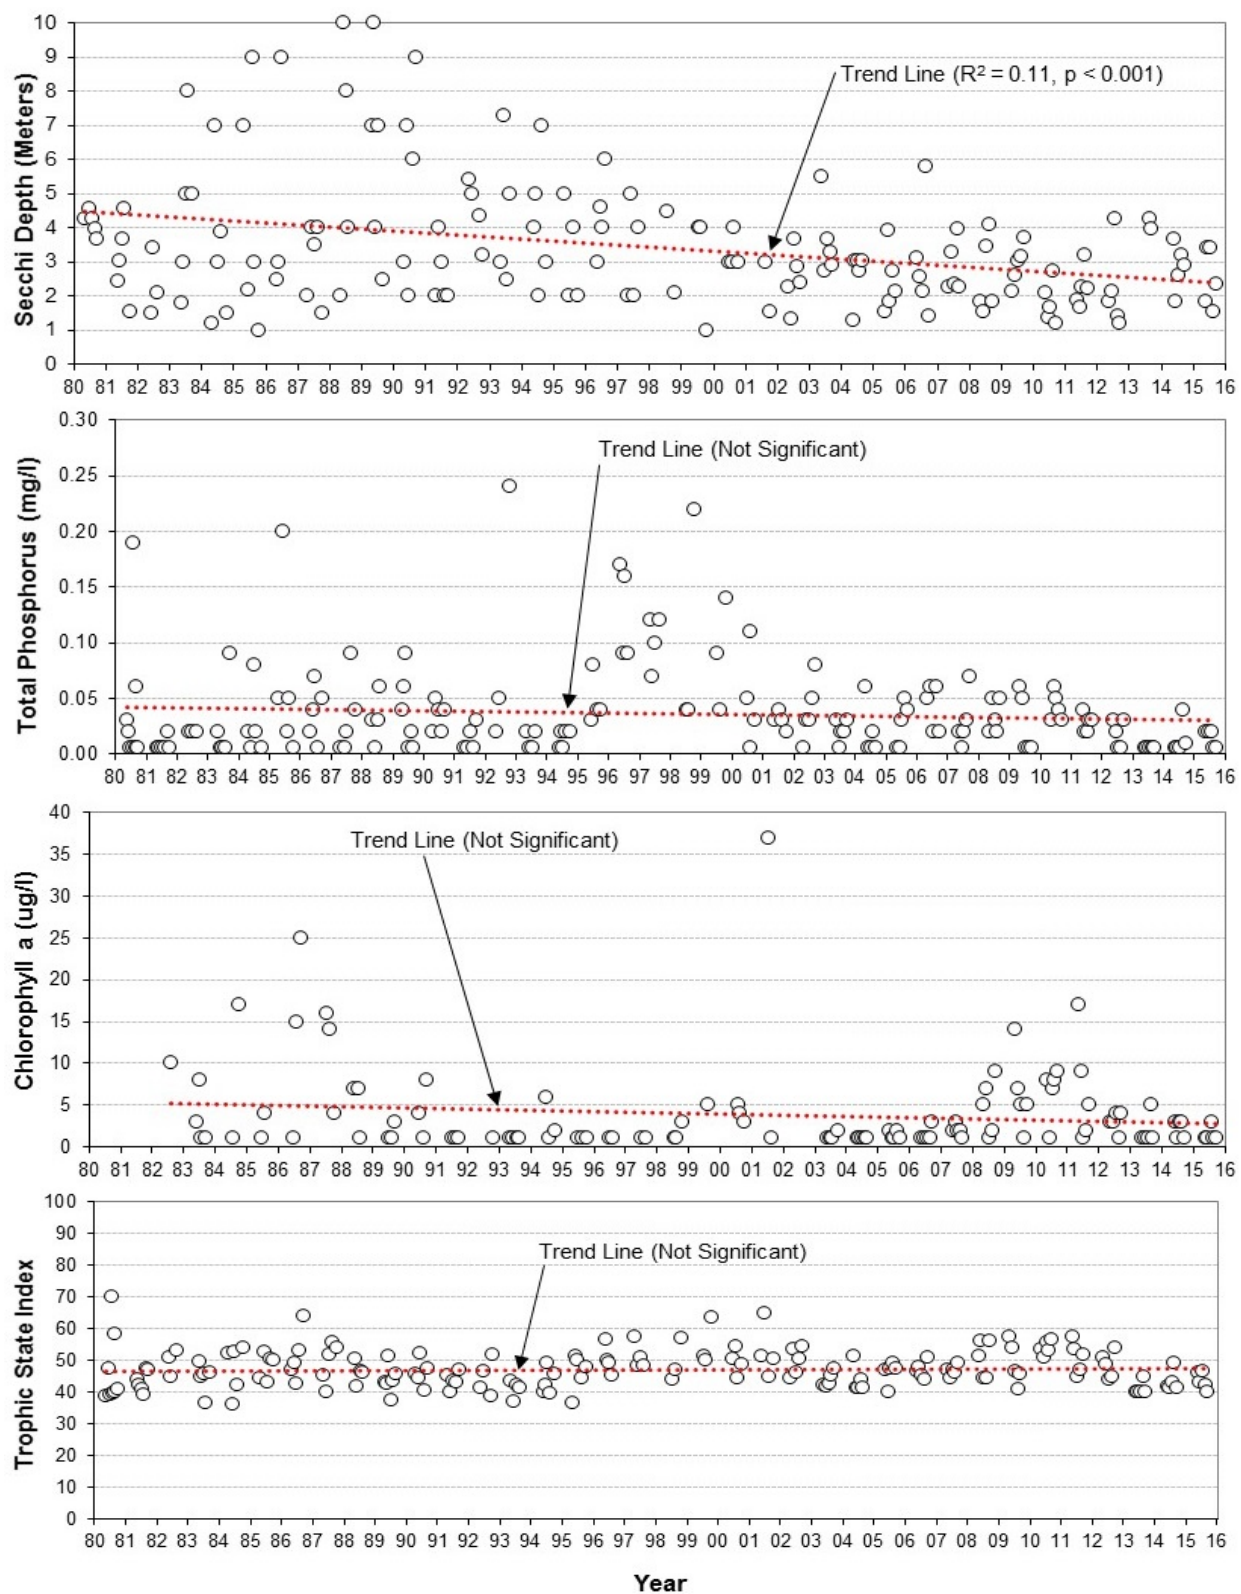 10
9
8
7
6
5
4
3
2
1
0
Secchi Depth (Meters)
Trend Line (R² = 0.11, p < 0.001)
80 81 82 83 84 85 86 87 88 89 90 91 92 93 94 95 96 97 98 99 00 01 02 03 04 05 06 07 08 09 10 11 12 13 14 15 16
0.30
0.25
0.20
0.15
0.10
0.05
0.00
Total Phosphorus (mg/l)
Trend Line (Not Significant)
80 81 82 83 84 85 86 87 88 89 90 91 92 93 94 95 96 97 98 99 00 01 02 03 04 05 06 07 08 09 10 11 12 13 14 15 16
40
35
30
25
20
15
10
5
0
Chlorophyll a (ug/l)
Trend Line (Not Significant)
80 81 82 83 84 85 86 87 88 89 90 91 92 93 94 95 96 97 98 99 00 01 02 03 04 05 06 07 08 09 10 11 12 13 14 15 16
100
90
80
70
60
50
40
30
20
10
0
Trophic State Index
Trend Line (Not Significant)
80 81 82 83 84 85 86 87 88 89 90 91 92 93 94 95 96 97 98 99 00 01 02 03 04 05 06 07 08 09 10 11 12 13 14 15 16
Year